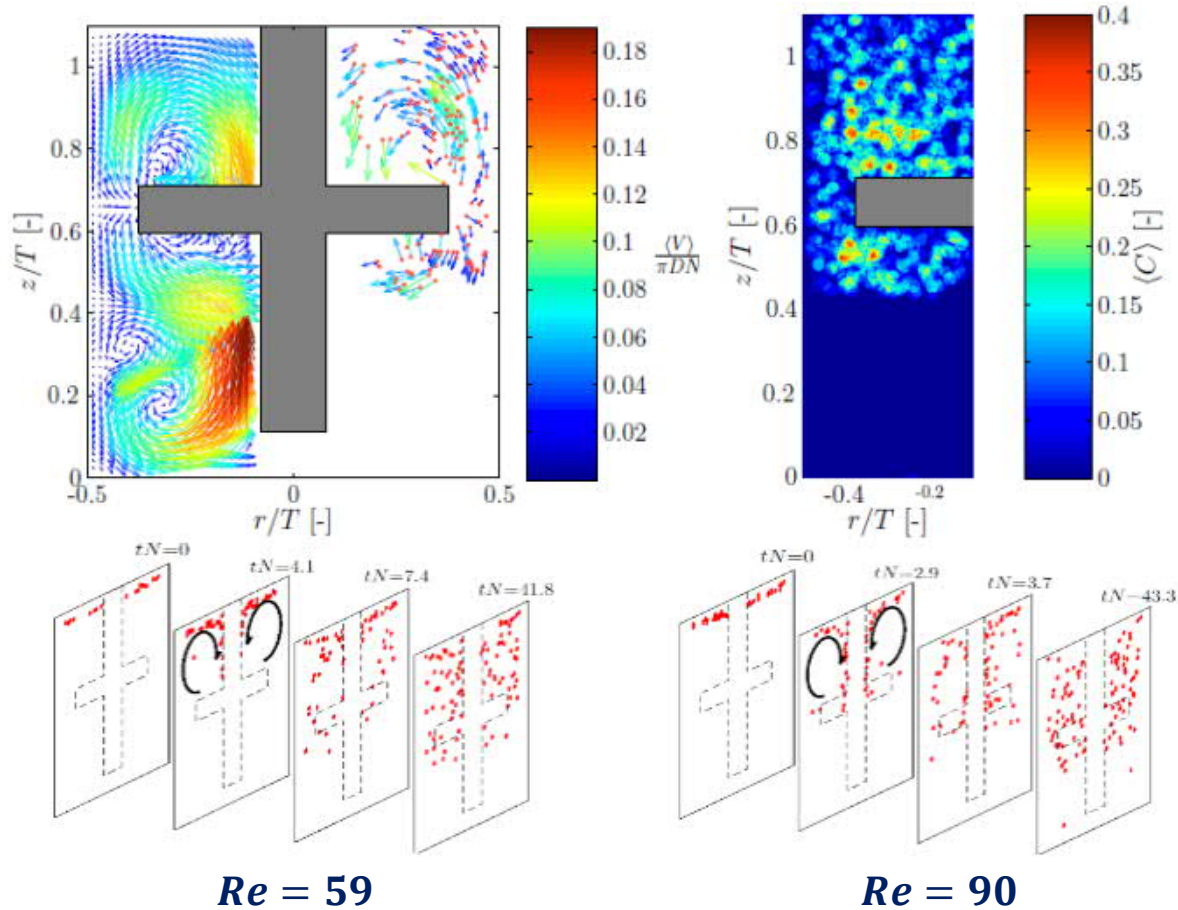 1
0.8
0.6
0.4
0.2
0
z/T [-]
-0.5
0
0.5
r/T [-]
0.18
0.16
0.14
0.12
0.1
0.08
0.06
0.04
0.02
⟨V⟩
πDN
1
0.8
0.6
0.4
0.2
0
z/T [-]
-0.4
-0.2
r/T [-]
0.4
0.35
0.3
0.25
0.2
0.15
0.1
0.05
0
⟨C⟩ [-]
tN=0
tN=4.1
tN=7.4
tN=41.8
tN=0
tN=2.9
tN=3.7
tN=43.3
Re = 59
Re = 90